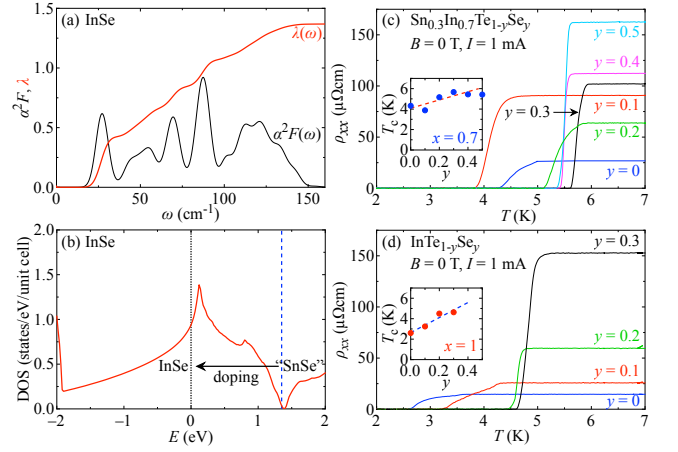 (a) InSe
λ(ω)
α²F(ω)
α²F, λ
1.5
1.0
0.5
0.0
0 50 100 150
ω (cm⁻¹)
(b) InSe
DOS (states/eV/unit cell)
2.0
1.5
1.0
0.5
0.0
InSe
"SnSe"
doping
−2 −1 0 1 2
E (eV)
(c) Sn0.3In0.7Te1-ySey
B = 0 T, I = 1 mA
y = 0.5
y = 0.4
y = 0.3
y = 0.1
y = 0.2
y = 0
ρxx (μΩcm)
150
100
50
0
Tc (K)
6
4
2
0
x = 0.7
0.0 0.2 0.4
y
2 3 4 5 6 7
T (K)
(d) InTe1-ySey
B = 0 T, I = 1 mA
y = 0.3
y = 0.2
y = 0.1
y = 0
ρxx (μΩcm)
150
100
50
0
Tc (K)
6
4
2
0
x = 1
0.0 0.2 0.4
y
2 3 4 5 6 7
T (K)